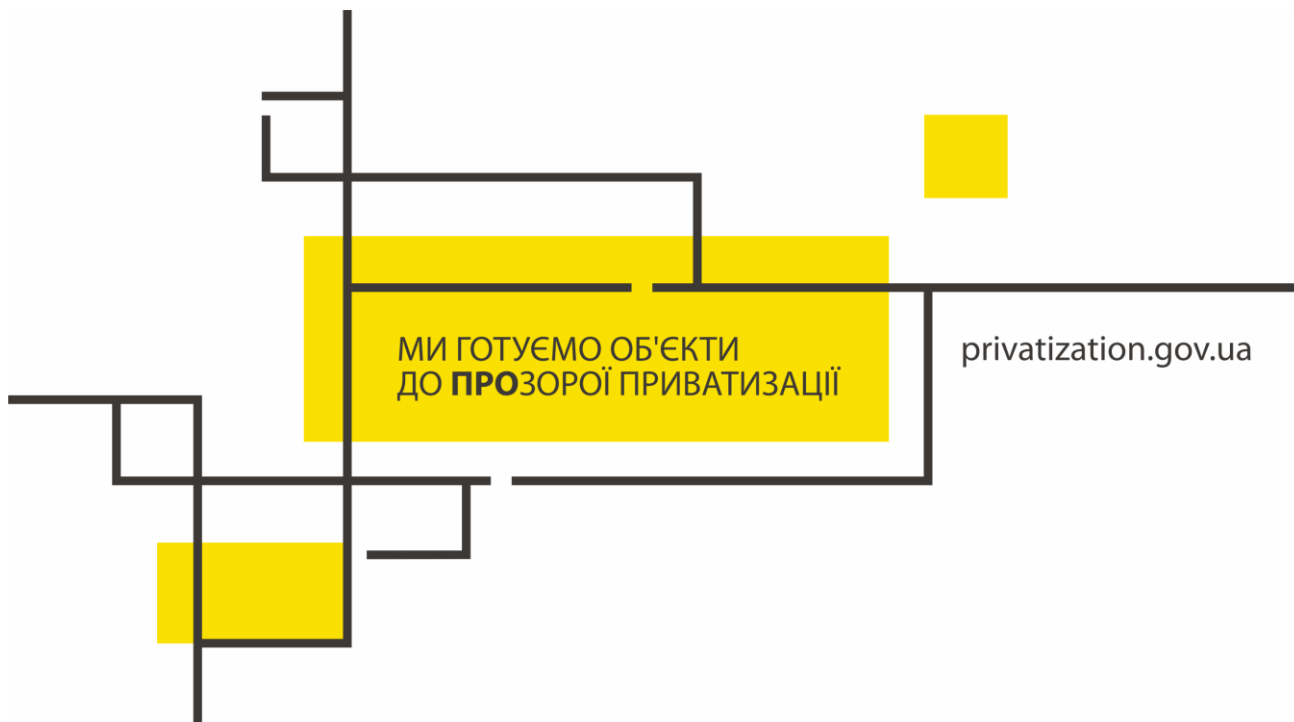 МИ ГОТУЄМО ОБ'ЄКТИ
ДО ПРОЗОРОЇ ПРИВАТИЗАЦІЇ
privatization.gov.ua